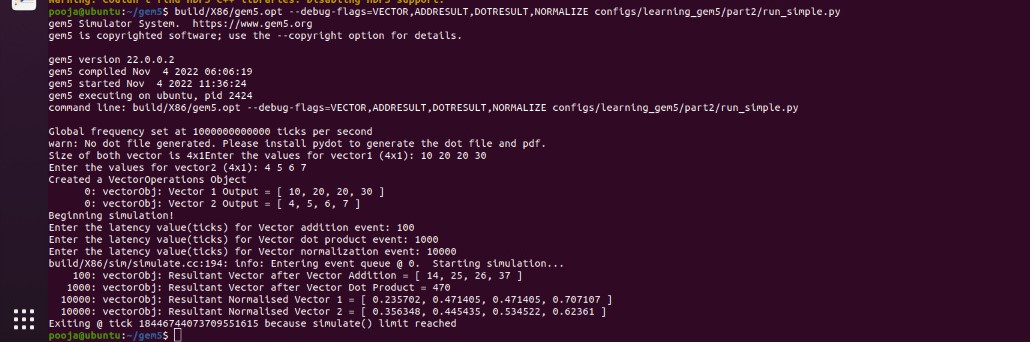 Warning: Couldn't find HDF5 C++ libraries. Disabling HDF5 support.
pooja@ubuntu:~/gem5$ build/X86/gem5.opt --debug-flags=VECTOR,ADDRESULT,DOTRESULT,NORMALIZE configs/learning_gem5/part2/run_simple.py
gem5 Simulator System.  https://www.gem5.org
gem5 is copyrighted software; use the --copyright option for details.

gem5 version 22.0.0.2
gem5 compiled Nov  4 2022 06:06:19
gem5 started Nov  4 2022 11:36:24
gem5 executing on ubuntu, pid 2424
command line: build/X86/gem5.opt --debug-flags=VECTOR,ADDRESULT,DOTRESULT,NORMALIZE configs/learning_gem5/part2/run_simple.py

Global frequency set at 1000000000000 ticks per second
warn: No dot file generated. Please install pydot to generate the dot file and pdf.
Size of both vector is 4x1Enter the values for vector1 (4x1): 10 20 20 30
Enter the values for vector2 (4x1): 4 5 6 7
Created a VectorOperations Object
      0: vectorObj: Vector 1 Output = [ 10, 20, 20, 30 ]
      0: vectorObj: Vector 2 Output = [ 4, 5, 6, 7 ]
Beginning simulation!
Enter the latency value(ticks) for Vector addition event: 100
Enter the latency value(ticks) for Vector dot product event: 1000
Enter the latency value(ticks) for Vector normalization event: 10000
build/X86/sim/simulate.cc:194: info: Entering event queue @ 0.  Starting simulation...
    100: vectorObj: Resultant Vector after Vector Addition = [ 14, 25, 26, 37 ]
   1000: vectorObj: Resultant Vector after Vector Dot Product = 470
  10000: vectorObj: Resultant Normalised Vector 1 = [ 0.235702, 0.471405, 0.471405, 0.707107 ]
  10000: vectorObj: Resultant Normalised Vector 2 = [ 0.356348, 0.445435, 0.534522, 0.62361 ]
Exiting @ tick 18446744073709551615 because simulate() limit reached
pooja@ubuntu:~/gem5$